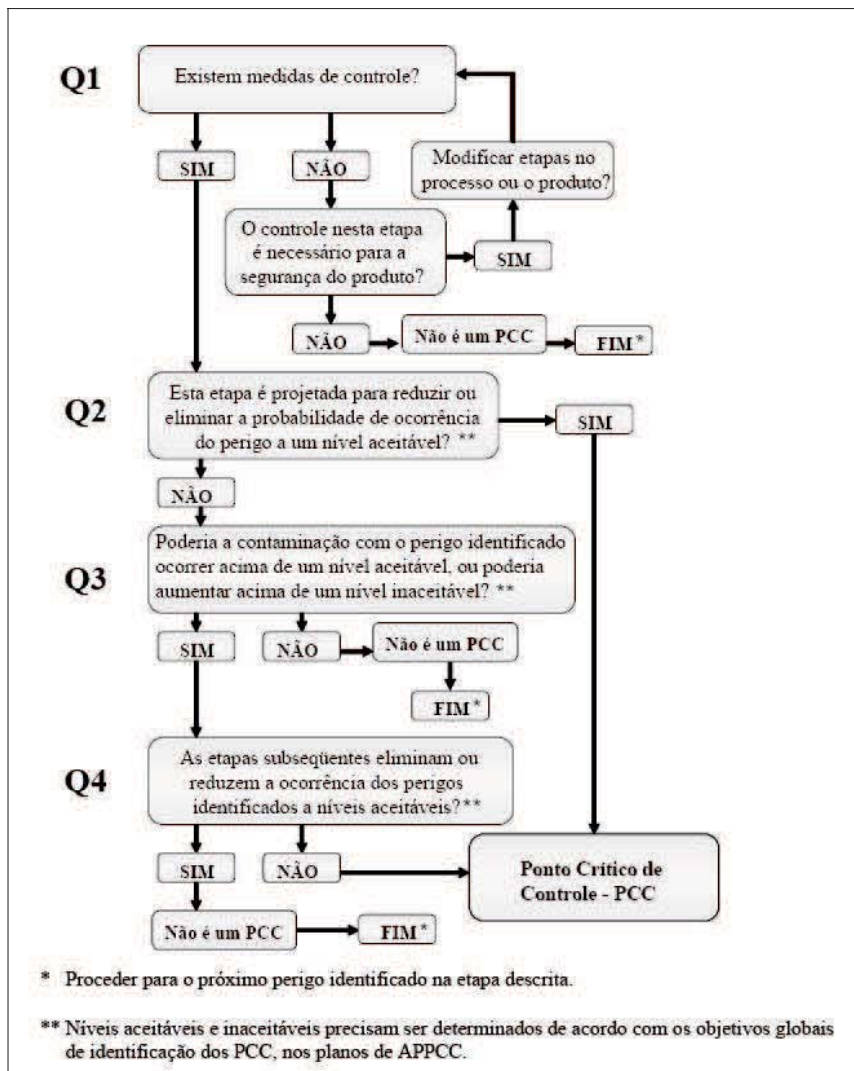 Q1
Existem medidas de controle?
SIM
NÃO
Modificar etapas no
processo ou o produto?
O controle nesta etapa
é necessário para a
segurança do produto?
SIM
NÃO
Não é um PCC
FIM*
Q2
Esta etapa é projetada para reduzir ou
eliminar a probabilidade de ocorrência
do perigo a um nível aceitável? **
SIM
NÃO
Q3
Poderia a contaminação com o perigo identificado
ocorrer acima de um nível aceitável, ou poderia
aumentar acima de um nível inaceitável? **
SIM
NÃO
Não é um PCC
FIM*
Q4
As etapas subseqüentes eliminam ou
reduzem a ocorrência dos perigos
identificados a níveis aceitáveis?**
SIM
NÃO
Ponto Crítico de
Controle - PCC
Não é um PCC
FIM*
* Proceder para o próximo perigo identificado na etapa descrita.
** Níveis aceitáveis e inaceitáveis precisam ser determinados de acordo com os objetivos globais
de identificação dos PCC, nos planos de APPCC.